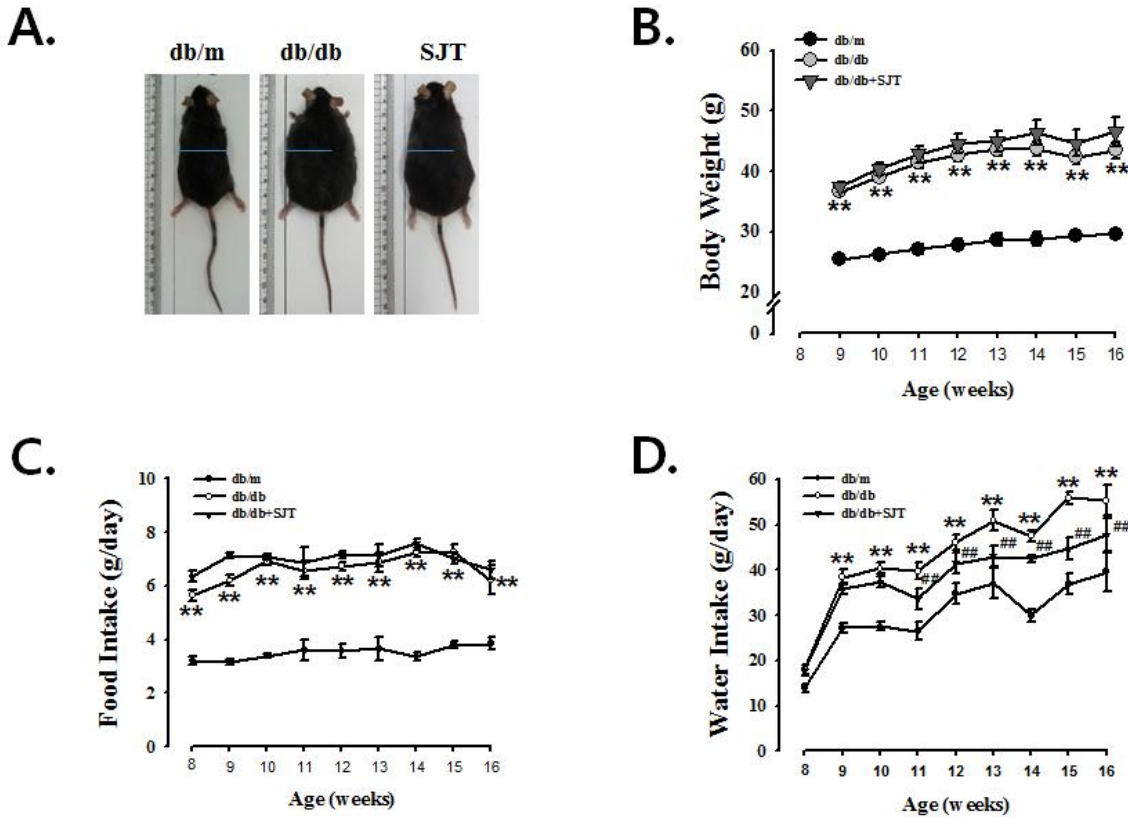 A.
db/m db/db SJT
B.
db/m
db/db
db/db+SJT
60
50
40
30
20
0
Body Weight (g)
** ** ** ** ** ** ** **
8 9 10 11 12 13 14 15 16
Age (weeks)
C.
db/m
db/db
db/db+SJT
10
8
6
4
2
0
Food Intake (g/day)
** ** ** ** ** ** ** ** **
8 9 10 11 12 13 14 15 16
Age (weeks)
D.
db/m
db/db
db/db+SJT
60
50
40
30
20
10
0
Water Intake (g/day)
** ** ** ** ** ** ** **
## ## ## ## ## ##
8 9 10 11 12 13 14 15 16
Age (weeks)